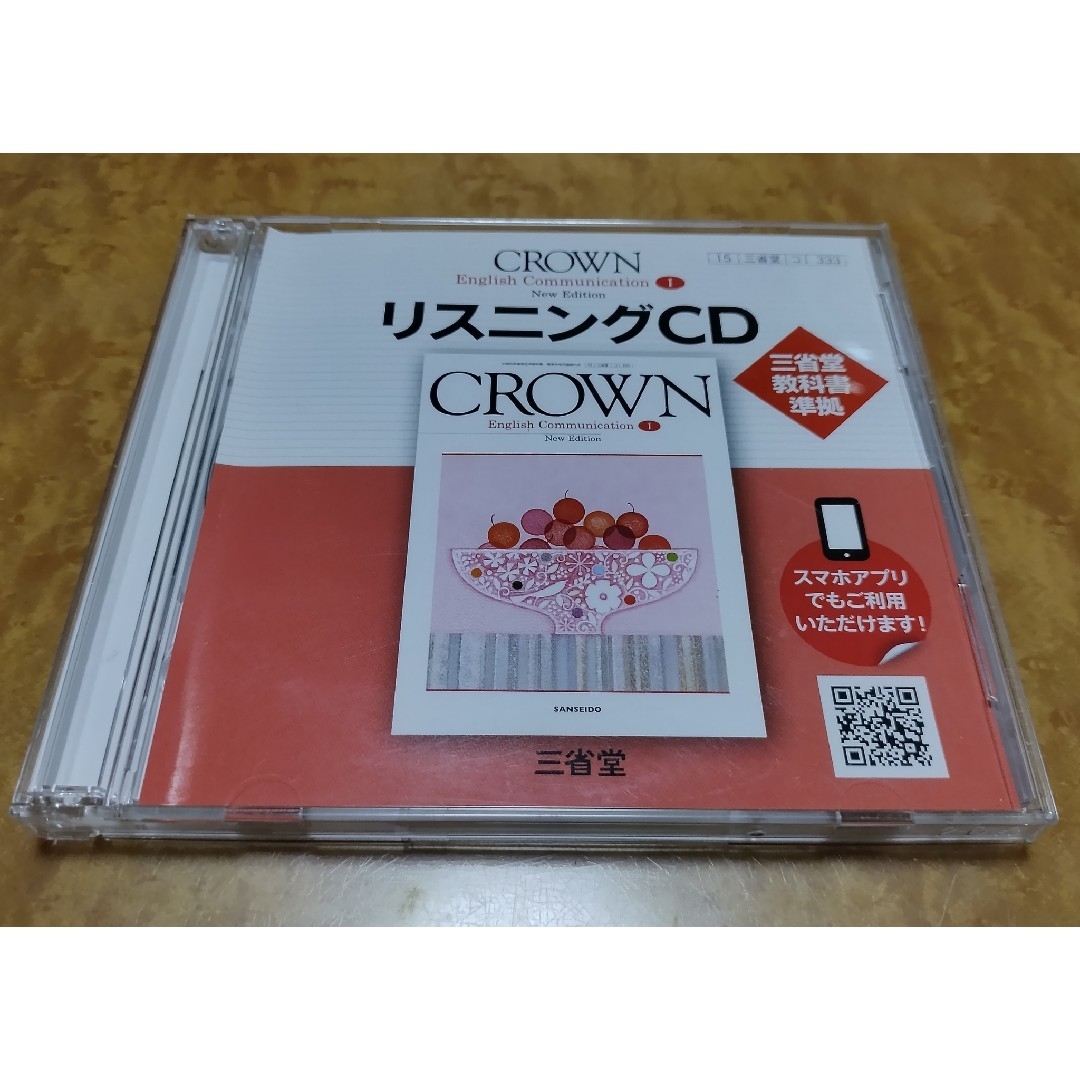 CROWN
English Communication 1
New Edition
15 三省堂 コ I 333
リスニングCD
三省堂
教科書
準拠
CROWN
English Communication 1
New Edition
SANSEIDO
三省堂
スマホアプリ
でもご利用
いただけます!